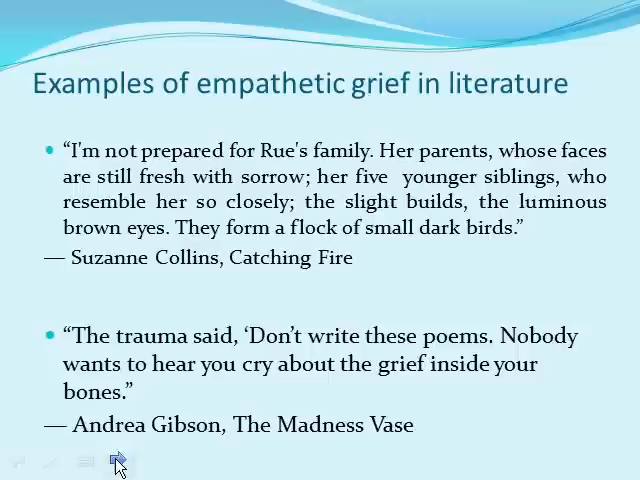 Examples of empathetic grief in literature
• “I'm not prepared for Rue's family. Her parents, whose faces
are still fresh with sorrow; her five younger siblings, who
resemble her so closely; the slight builds, the luminous
brown eyes. They form a flock of small dark birds.”
— Suzanne Collins, Catching Fire
• “The trauma said, ‘Don’t write these poems. Nobody
wants to hear you cry about the grief inside your
bones.”
— Andrea Gibson, The Madness Vase